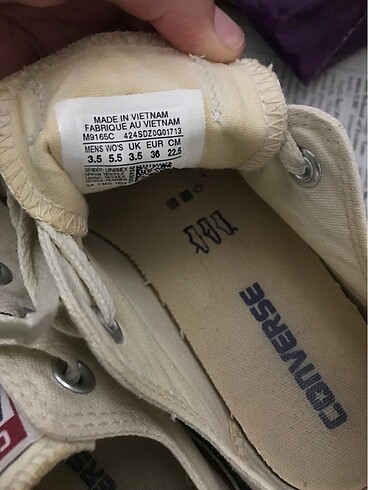 MADE IN VIETNAM
FABRIQUE AU VIETNAM
M9165C 424SDZ0G01713
MENS WO'S UK EUR CM
3.5 5.5 3.5 36 22.5
GENDER: UNISEX
CONVERSE